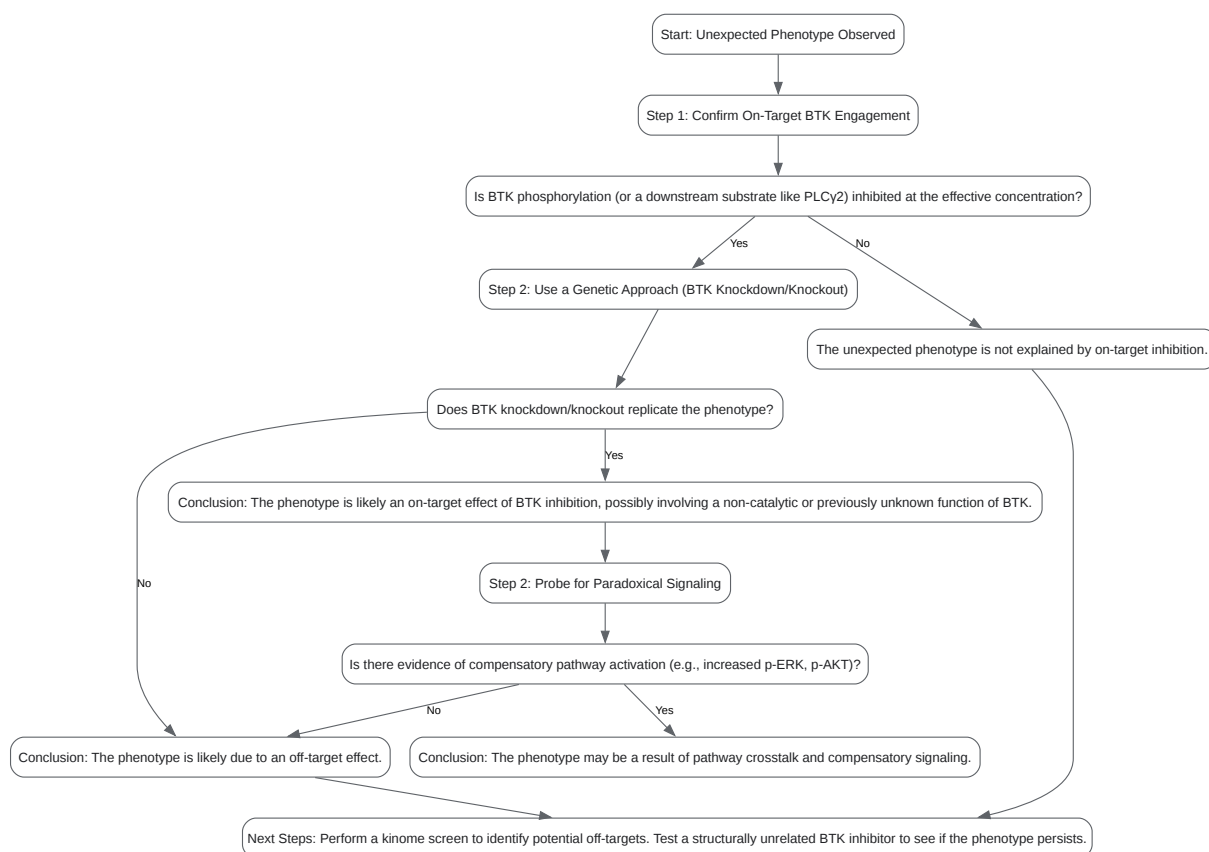 Start: Unexpected Phenotype Observed
Step 1: Confirm On-Target BTK Engagement
Is BTK phosphorylation (or a downstream substrate like PLCγ2) inhibited at the effective concentration?
Yes
No
Step 2: Use a Genetic Approach (BTK Knockdown/Knockout)
The unexpected phenotype is not explained by on-target inhibition.
Does BTK knockdown/knockout replicate the phenotype?
Yes
Conclusion: The phenotype is likely an on-target effect of BTK inhibition, possibly involving a non-catalytic or previously unknown function of BTK.
No
Step 2: Probe for Paradoxical Signaling
Is there evidence of compensatory pathway activation (e.g., increased p-ERK, p-AKT)?
No
Yes
Conclusion: The phenotype is likely due to an off-target effect.
Conclusion: The phenotype may be a result of pathway crosstalk and compensatory signaling.
Next Steps: Perform a kinome screen to identify potential off-targets. Test a structurally unrelated BTK inhibitor to see if the phenotype persists.